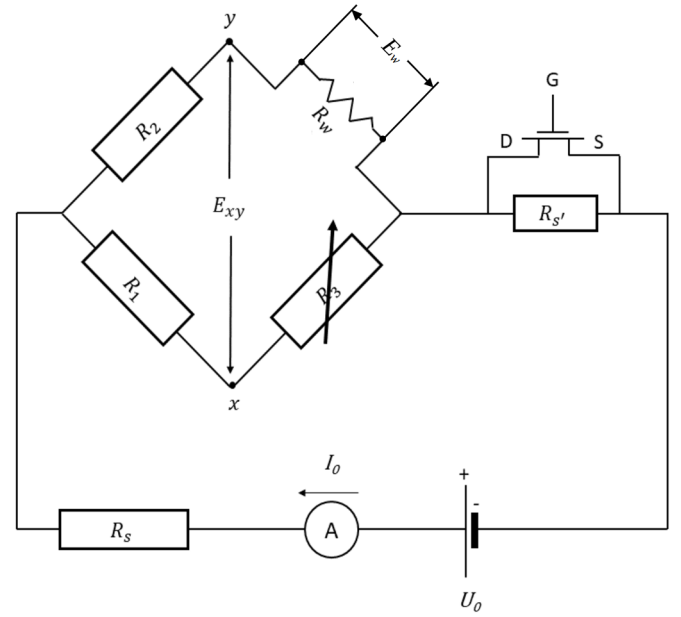 y
E_w
R_w
R_2
G
D
S
E_xy
R_s'
R_1
R_3
x
I_0
+
-
R_s
A
U_0